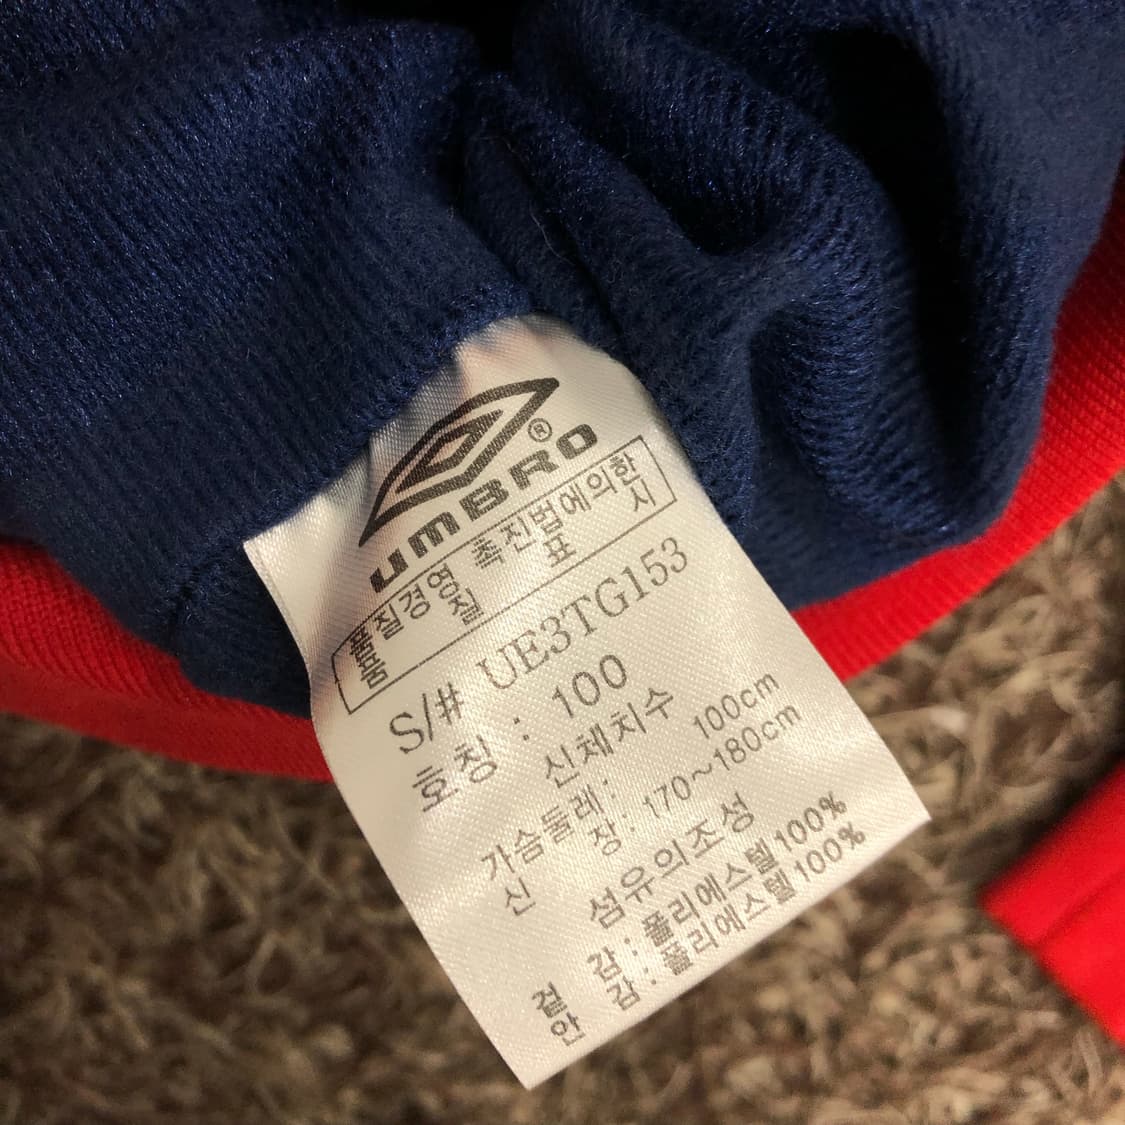 UMBRO®
품질경영촉진법에의한
품질표시
S/# UE3TG153
호칭 : 100
신체치수
가슴둘레: 100cm
신 장: 170~180cm
섬유의조성
겉 감 : 폴리에스텔100%
안 감 : 폴리에스텔100%